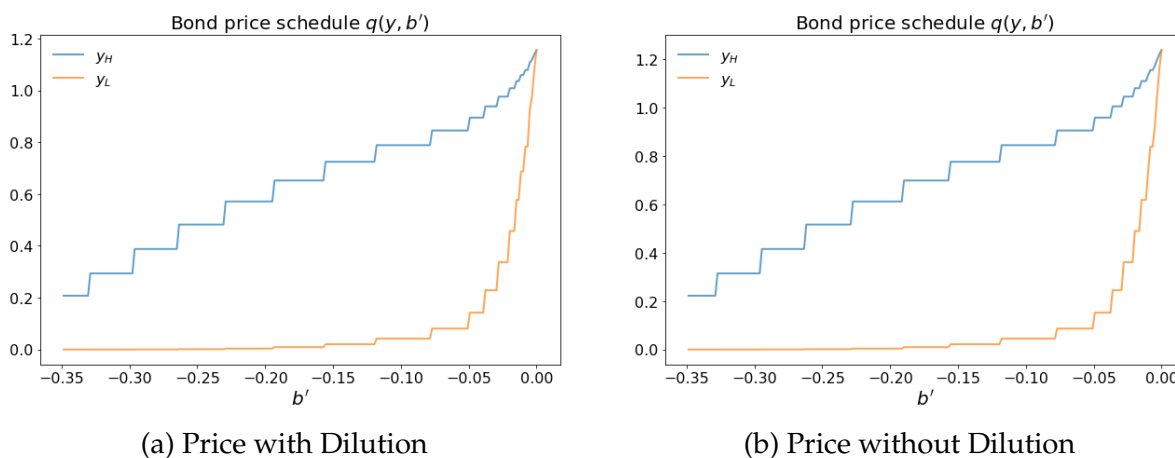 Bond price schedule q(y, b′)
1.2
1.0
0.8
0.6
0.4
0.2
0.0
y_H
y_L
−0.35 −0.30 −0.25 −0.20 −0.15 −0.10 −0.05 0.00
b′
(a) Price with Dilution
Bond price schedule q(y, b′)
1.2
1.0
0.8
0.6
0.4
0.2
0.0
y_H
y_L
−0.35 −0.30 −0.25 −0.20 −0.15 −0.10 −0.05 0.00
b′
(b) Price without Dilution